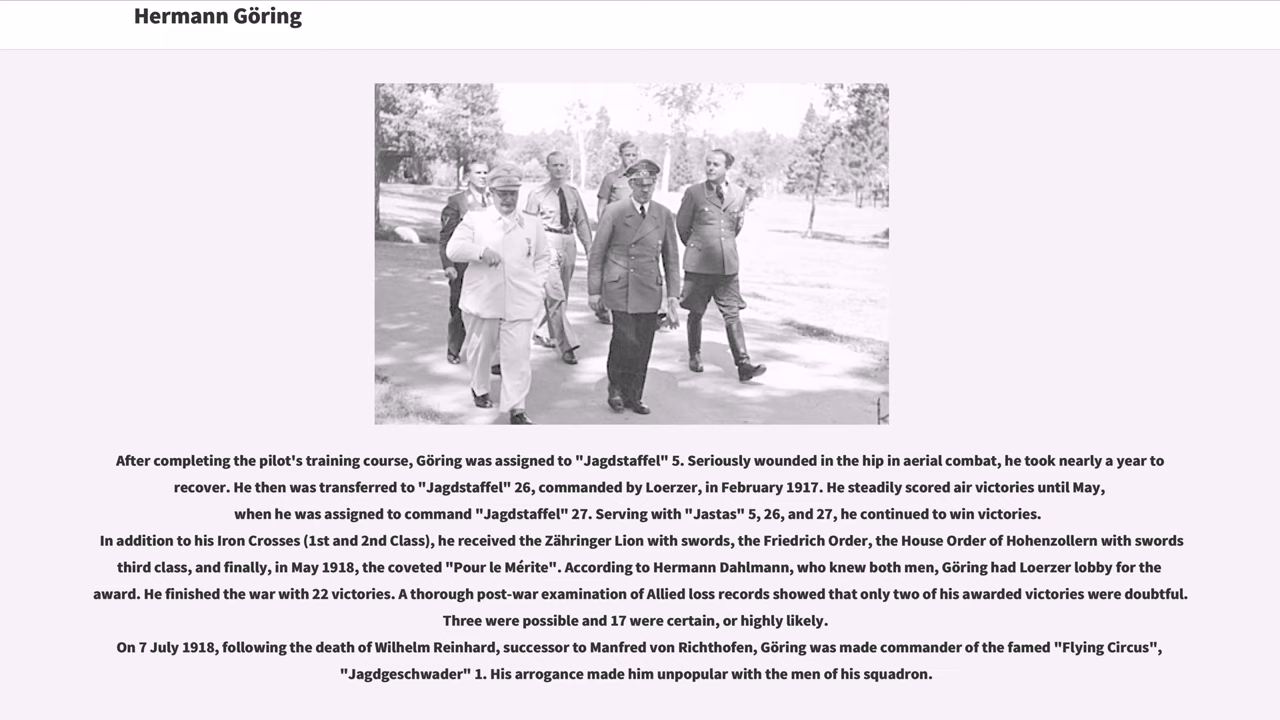 Hermann Göring
After completing the pilot's training course, Göring was assigned to "Jagdstaffel" 5. Seriously wounded in the hip in aerial combat, he took nearly a year to
recover. He then was transferred to "Jagdstaffel" 26, commanded by Loerzer, in February 1917. He steadily scored air victories until May,
when he was assigned to command "Jagdstaffel" 27. Serving with "Jastas" 5, 26, and 27, he continued to win victories.
In addition to his Iron Crosses (1st and 2nd Class), he received the Zähringer Lion with swords, the Friedrich Order, the House Order of Hohenzollern with swords
third class, and finally, in May 1918, the coveted "Pour le Mérite". According to Hermann Dahlmann, who knew both men, Göring had Loerzer lobby for the
award. He finished the war with 22 victories. A thorough post-war examination of Allied loss records showed that only two of his awarded victories were doubtful.
Three were possible and 17 were certain, or highly likely.
On 7 July 1918, following the death of Wilhelm Reinhard, successor to Manfred von Richthofen, Göring was made commander of the famed "Flying Circus",
"Jagdgeschwader" 1. His arrogance made him unpopular with the men of his squadron.